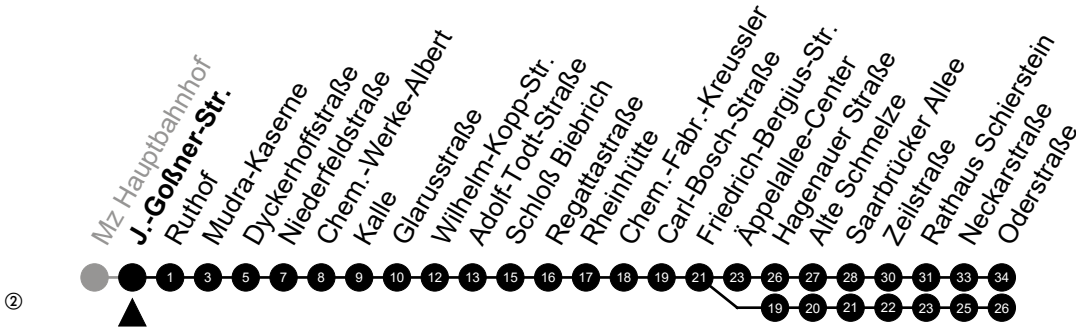 Mz Hauptbahnhof
J.-Goßner-Str.
Ruthof
Mudra-Kaserne
Dyckerhoffstraße
Niederfeldstraße
Chem.-Werke-Albert
Kalle
Glarusstraße
Wilhelm-Kopp-Str.
Adolf-Todt-Straße
Schloß Biebrich
Regattastraße
Rheinhütte
Chem.-Fabr.-Kreussler
Carl-Bosch-Straße
Friedrich-Bergius-Str.
Äppelallee-Center
Hagenauer Straße
Alte Schmelze
Saarbrücker Allee
Zeilstraße
Rathaus Schierstein
Neckarstraße
Oderstraße
1 3 5 7 8 9 10 12 13 15 16 17 18 19 21 23 26 27 28 30 31 33 34
② 19 20 21 22 23 25 26